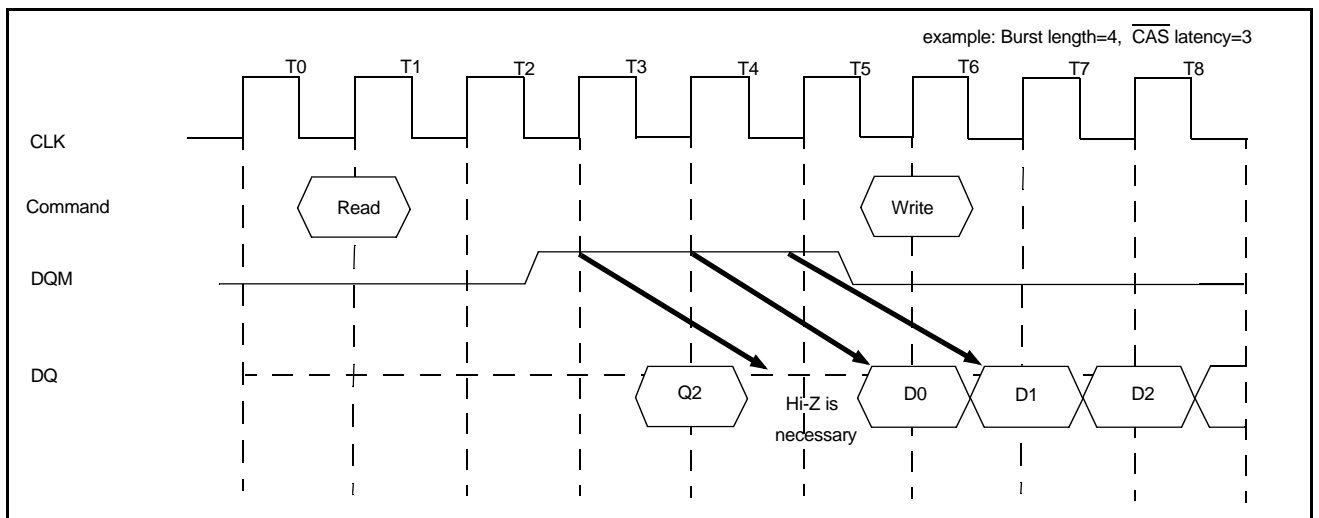 example: Burst length=4, CAS latency=3
T0 T1 T2 T3 T4 T5 T6 T7 T8
CLK
Command Read Write
DQM
DQ Q2 D0 D1 D2
Hi-Z is
necessary